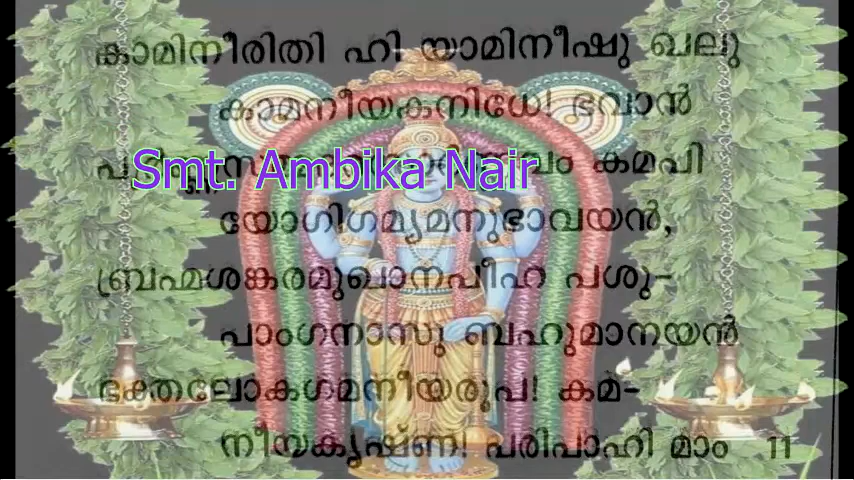 കാമിനീരിതി ഹി യാമിനീഷു ഖലു
കാമനീയകനിധേ! ഭവാൻ
Smt. Ambika Nair
കമപി
യോഗിഗമ്യമനുഭാവയൻ,
ബ്രഹ്മശങ്കരമുഖാനപീഹ പശു-
പാംഗനാസു ബഹുമാനയൻ
ഭക്തലോകഗമനീയരൂപ! കമ-
നീയകൃഷ്ണ! പരിപാഹി മാം 11